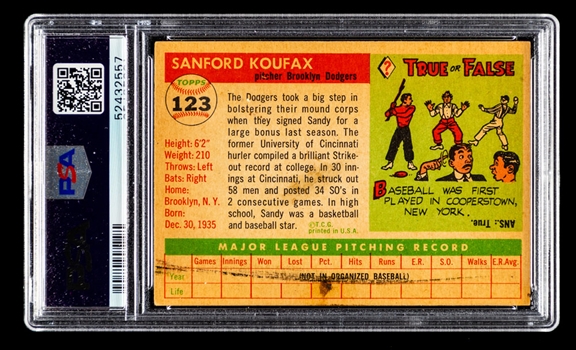 52432557
PSA
SANFORD KOUFAX
pitcher Brooklyn Dodgers
TOPPS
123
Height: 6'2"
Weight: 210
Throws: Left
Bats: Right
Home:
Brooklyn, N. Y.
Born:
Dec. 30, 1935
The Dodgers took a big step in
bolstering their mound corps
when they signed Sandy for a
large bonus last season. The
former University of Cincinnati
hurler compiled a brilliant Strike-
out record at college. In 30 innings
at Cincinnati, he struck out
58 men and posted 34 SO's in
2 consecutive games. In high
school, Sandy was a basketball
and baseball star.
©T.C.G.
printed in U.S.A.
?
TRUE OR FALSE
BASEBALL WAS FIRST
PLAYED IN COOPERSTOWN,
NEW YORK.
ANS.: True.
MAJOR LEAGUE PITCHING RECORD
Games Innings Won Lost Pct. Hits Runs E.R. S.O. Walks E.R.Avg.
Year
(NOT IN ORGANIZED BASEBALL)
Life